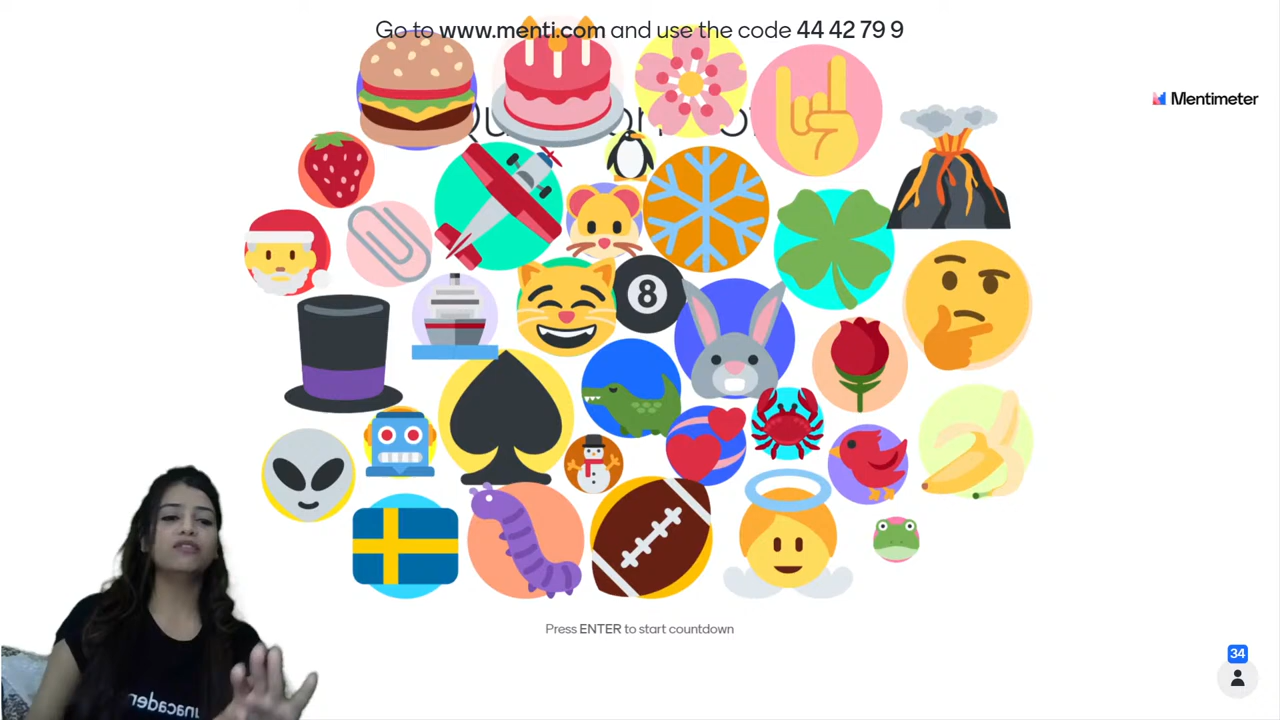 Go to www.menti.com and use the code 44 42 79 9
Mentimeter
8
Press ENTER to start countdown
34